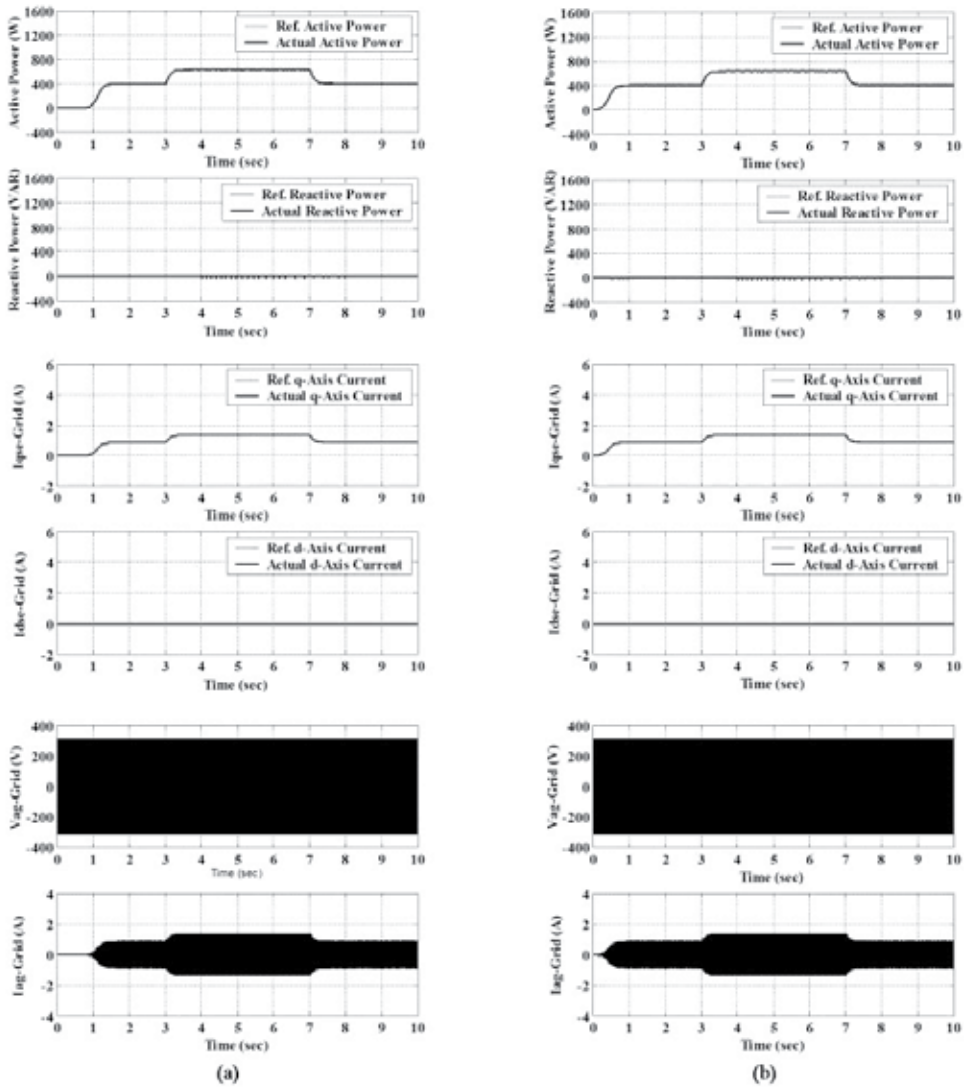 1600
1200
800
400
0
-400
Active Power (W)
Ref. Active Power
Actual Active Power
0 1 2 3 4 5 6 7 8 9 10
Time (sec)
1600
1200
800
400
0
-400
Reactive Power (VAR)
Ref. Reactive Power
Actual Reactive Power
0 1 2 3 4 5 6 7 8 9 10
Time (sec)
6
4
2
0
-2
Iqse-Grid (A)
Ref. q-Axis Current
Actual q-Axis Current
0 1 2 3 4 5 6 7 8 9 10
Time (sec)
6
4
2
0
-2
Idse-Grid (A)
Ref. d-Axis Current
Actual d-Axis Current
0 1 2 3 4 5 6 7 8 9 10
Time (sec)
400
200
0
-200
-400
Vag-Grid (V)
0 1 2 3 4 5 6 7 8 9 10
Time (sec)
4
2
0
-2
-4
Iag-Grid (A)
0 1 2 3 4 5 6 7 8 9 10
Time (sec)
(a)
1600
1200
800
400
0
-400
Active Power (W)
Ref. Active Power
Actual Active Power
0 1 2 3 4 5 6 7 8 9 10
Time (sec)
1600
1200
800
400
0
-400
Reactive Power (VAR)
Ref. Reactive Power
Actual Reactive Power
0 1 2 3 4 5 6 7 8 9 10
Time (sec)
6
4
2
0
-2
Iqse-Grid (A)
Ref. q-Axis Current
Actual q-Axis Current
0 1 2 3 4 5 6 7 8 9 10
Time (sec)
6
4
2
0
-2
Idse-Grid (A)
Ref. d-Axis Current
Actual d-Axis Current
0 1 2 3 4 5 6 7 8 9 10
Time (sec)
400
200
0
-200
-400
Vag-Grid (V)
0 1 2 3 4 5 6 7 8 9 10
Time (sec)
4
2
0
-2
-4
Iag-Grid (A)
0 1 2 3 4 5 6 7 8 9 10
Time (sec)
(b)